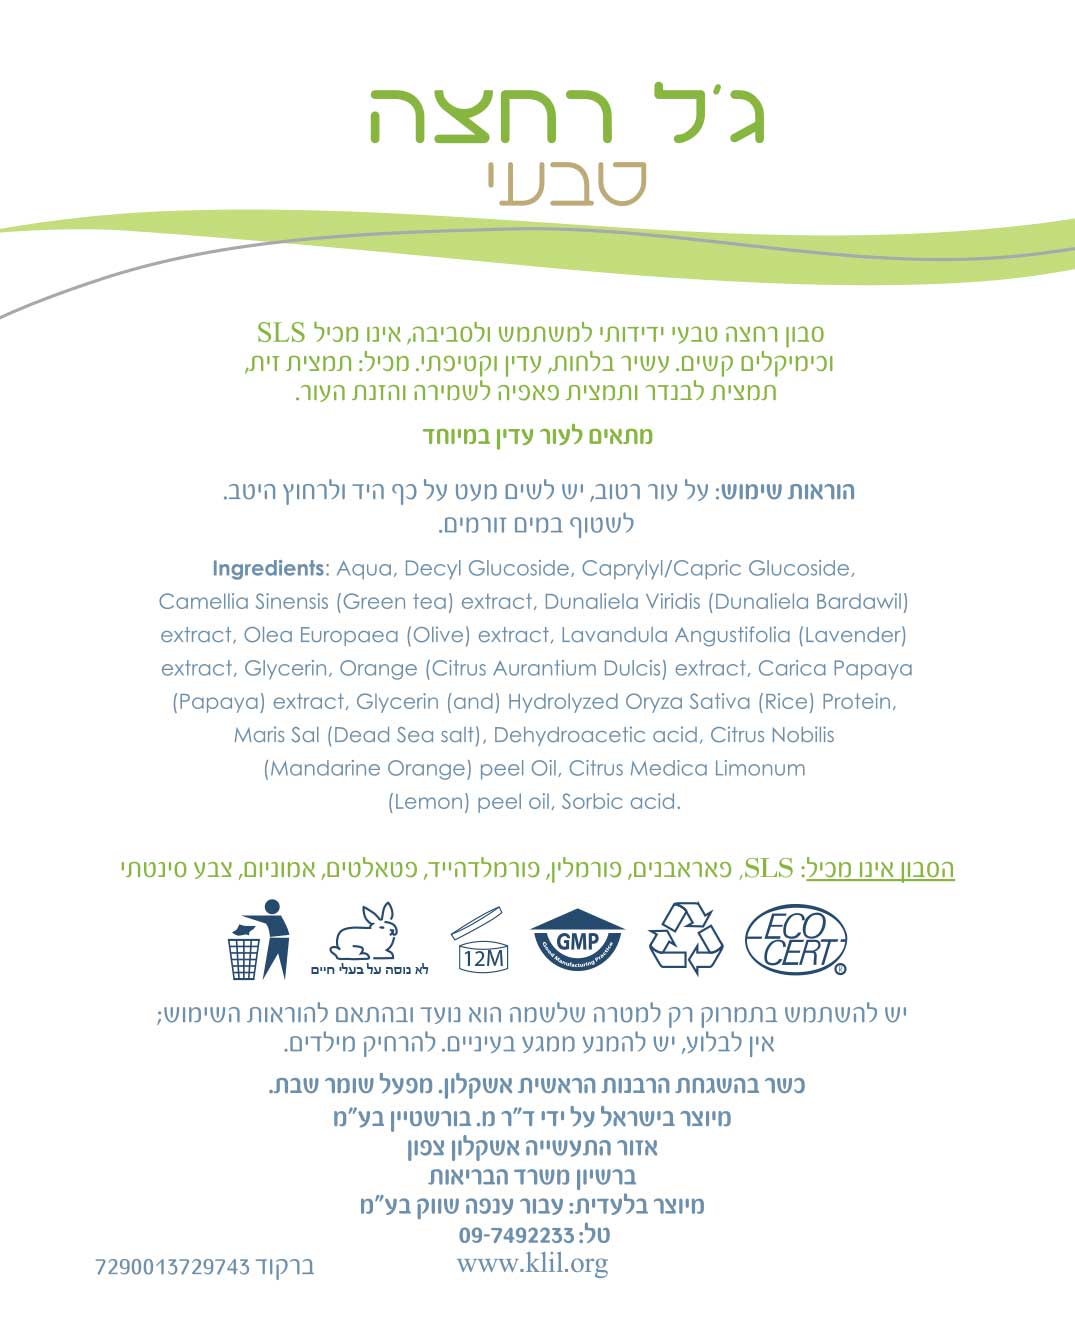 ג'ל רחצה
טבעי
סבון רחצה טבעי ידידותי למשתמש ולסביבה, אינו מכיל SLS
וכימיקלים קשים. עשיר בלחות, עדין וקטיפתי. מכיל: תמצית זית,
תמצית לבנדר ותמצית פאפיה לשמירה והזנת העור.
מתאים לעור עדין במיוחד
הוראות שימוש: על עור רטוב, יש לשים מעט על כף היד ולרחוץ היטב.
לשטוף במים זורמים.
Ingredients: Aqua, Decyl Glucoside, Caprylyl/Capric Glucoside,
Camellia Sinensis (Green tea) extract, Dunaliela Viridis (Dunaliela Bardawil)
extract, Olea Europaea (Olive) extract, Lavandula Angustifolia (Lavender)
extract, Glycerin, Orange (Citrus Aurantium Dulcis) extract, Carica Papaya
(Papaya) extract, Glycerin (and) Hydrolyzed Oryza Sativa (Rice) Protein,
Maris Sal (Dead Sea salt), Dehydroacetic acid, Citrus Nobilis
(Mandarine Orange) peel Oil, Citrus Medica Limonum
(Lemon) peel oil, Sorbic acid.
הסבון אינו מכיל: SLS, פאראבנים, פורמלין, פורמלדהייד, פטאלטים, אמוניום, צבע סינטתי
ECO
CERT
®
GMP
Good Manufacturing Practice
12M
לא נוסה על בעלי חיים
יש להשתמש בתמרוק רק למטרה שלשמה הוא נועד ובהתאם להוראות השימוש;
אין לבלוע, יש להמנע ממגע בעיניים. להרחיק מילדים.
כשר בהשגחת הרבנות הראשית אשקלון. מפעל שומר שבת.
מיוצר בישראל על ידי ד"ר מ. בורשטיין בע"מ
אזור התעשייה אשקלון צפון
ברשיון משרד הבריאות
מיוצר בלעדית: עבור ענפה שווק בע"מ
טל: 09-7492233
www.klil.org
ברקוד 7290013729743